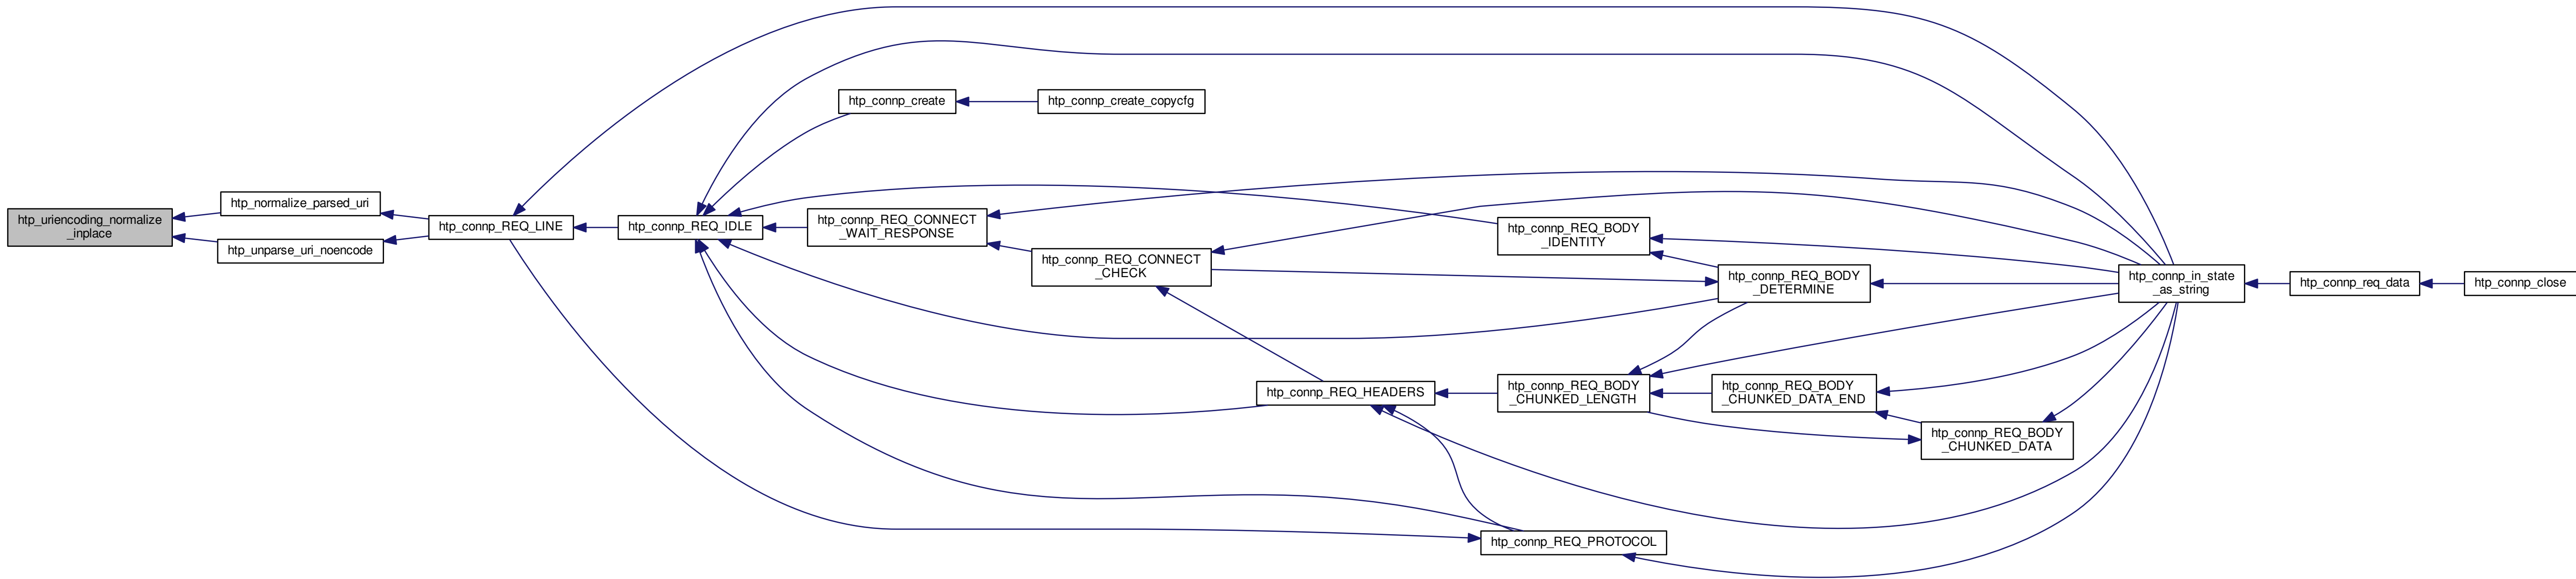 htp_uriencoding_normalize
_inplace
htp_normalize_parsed_uri
htp_unparse_uri_noencode
htp_connp_REQ_LINE
htp_connp_REQ_IDLE
htp_connp_create
htp_connp_create_copycfg
htp_connp_REQ_CONNECT
_WAIT_RESPONSE
htp_connp_REQ_CONNECT
_CHECK
htp_connp_REQ_HEADERS
htp_connp_REQ_BODY
_IDENTITY
htp_connp_REQ_BODY
_CHUNKED_LENGTH
htp_connp_REQ_PROTOCOL
htp_connp_REQ_BODY
_DETERMINE
htp_connp_REQ_BODY
_CHUNKED_DATA_END
htp_connp_REQ_BODY
_CHUNKED_DATA
htp_connp_in_state
_as_string
htp_connp_req_data
htp_connp_close